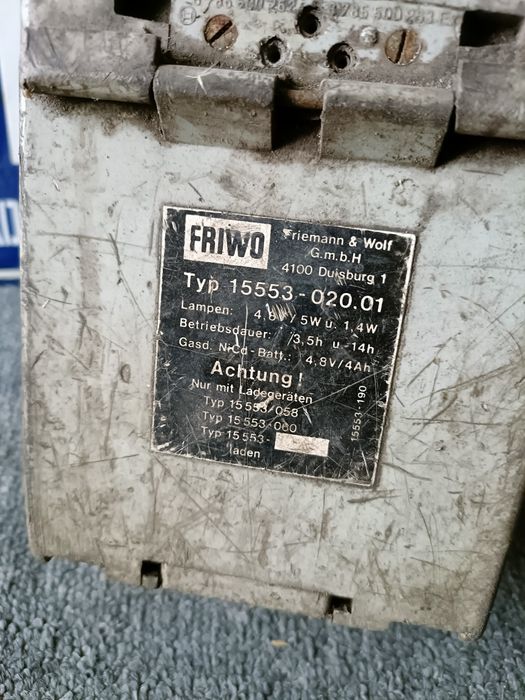 FRIWO
Friemann & Wolf
G.m.b.H
4100 Duisburg 1
Typ 15553-020.01
Lampen: 4,8V/5W u. 1,4W
Betriebsdauer: /3,5h u -14h
Gasd. NiCd-Batt.: 4,8V/4Ah
Achtung!
Nur mit Ladegeräten
Typ 15553-058
Typ 15553-060
Typ 15553-
laden
15553-190